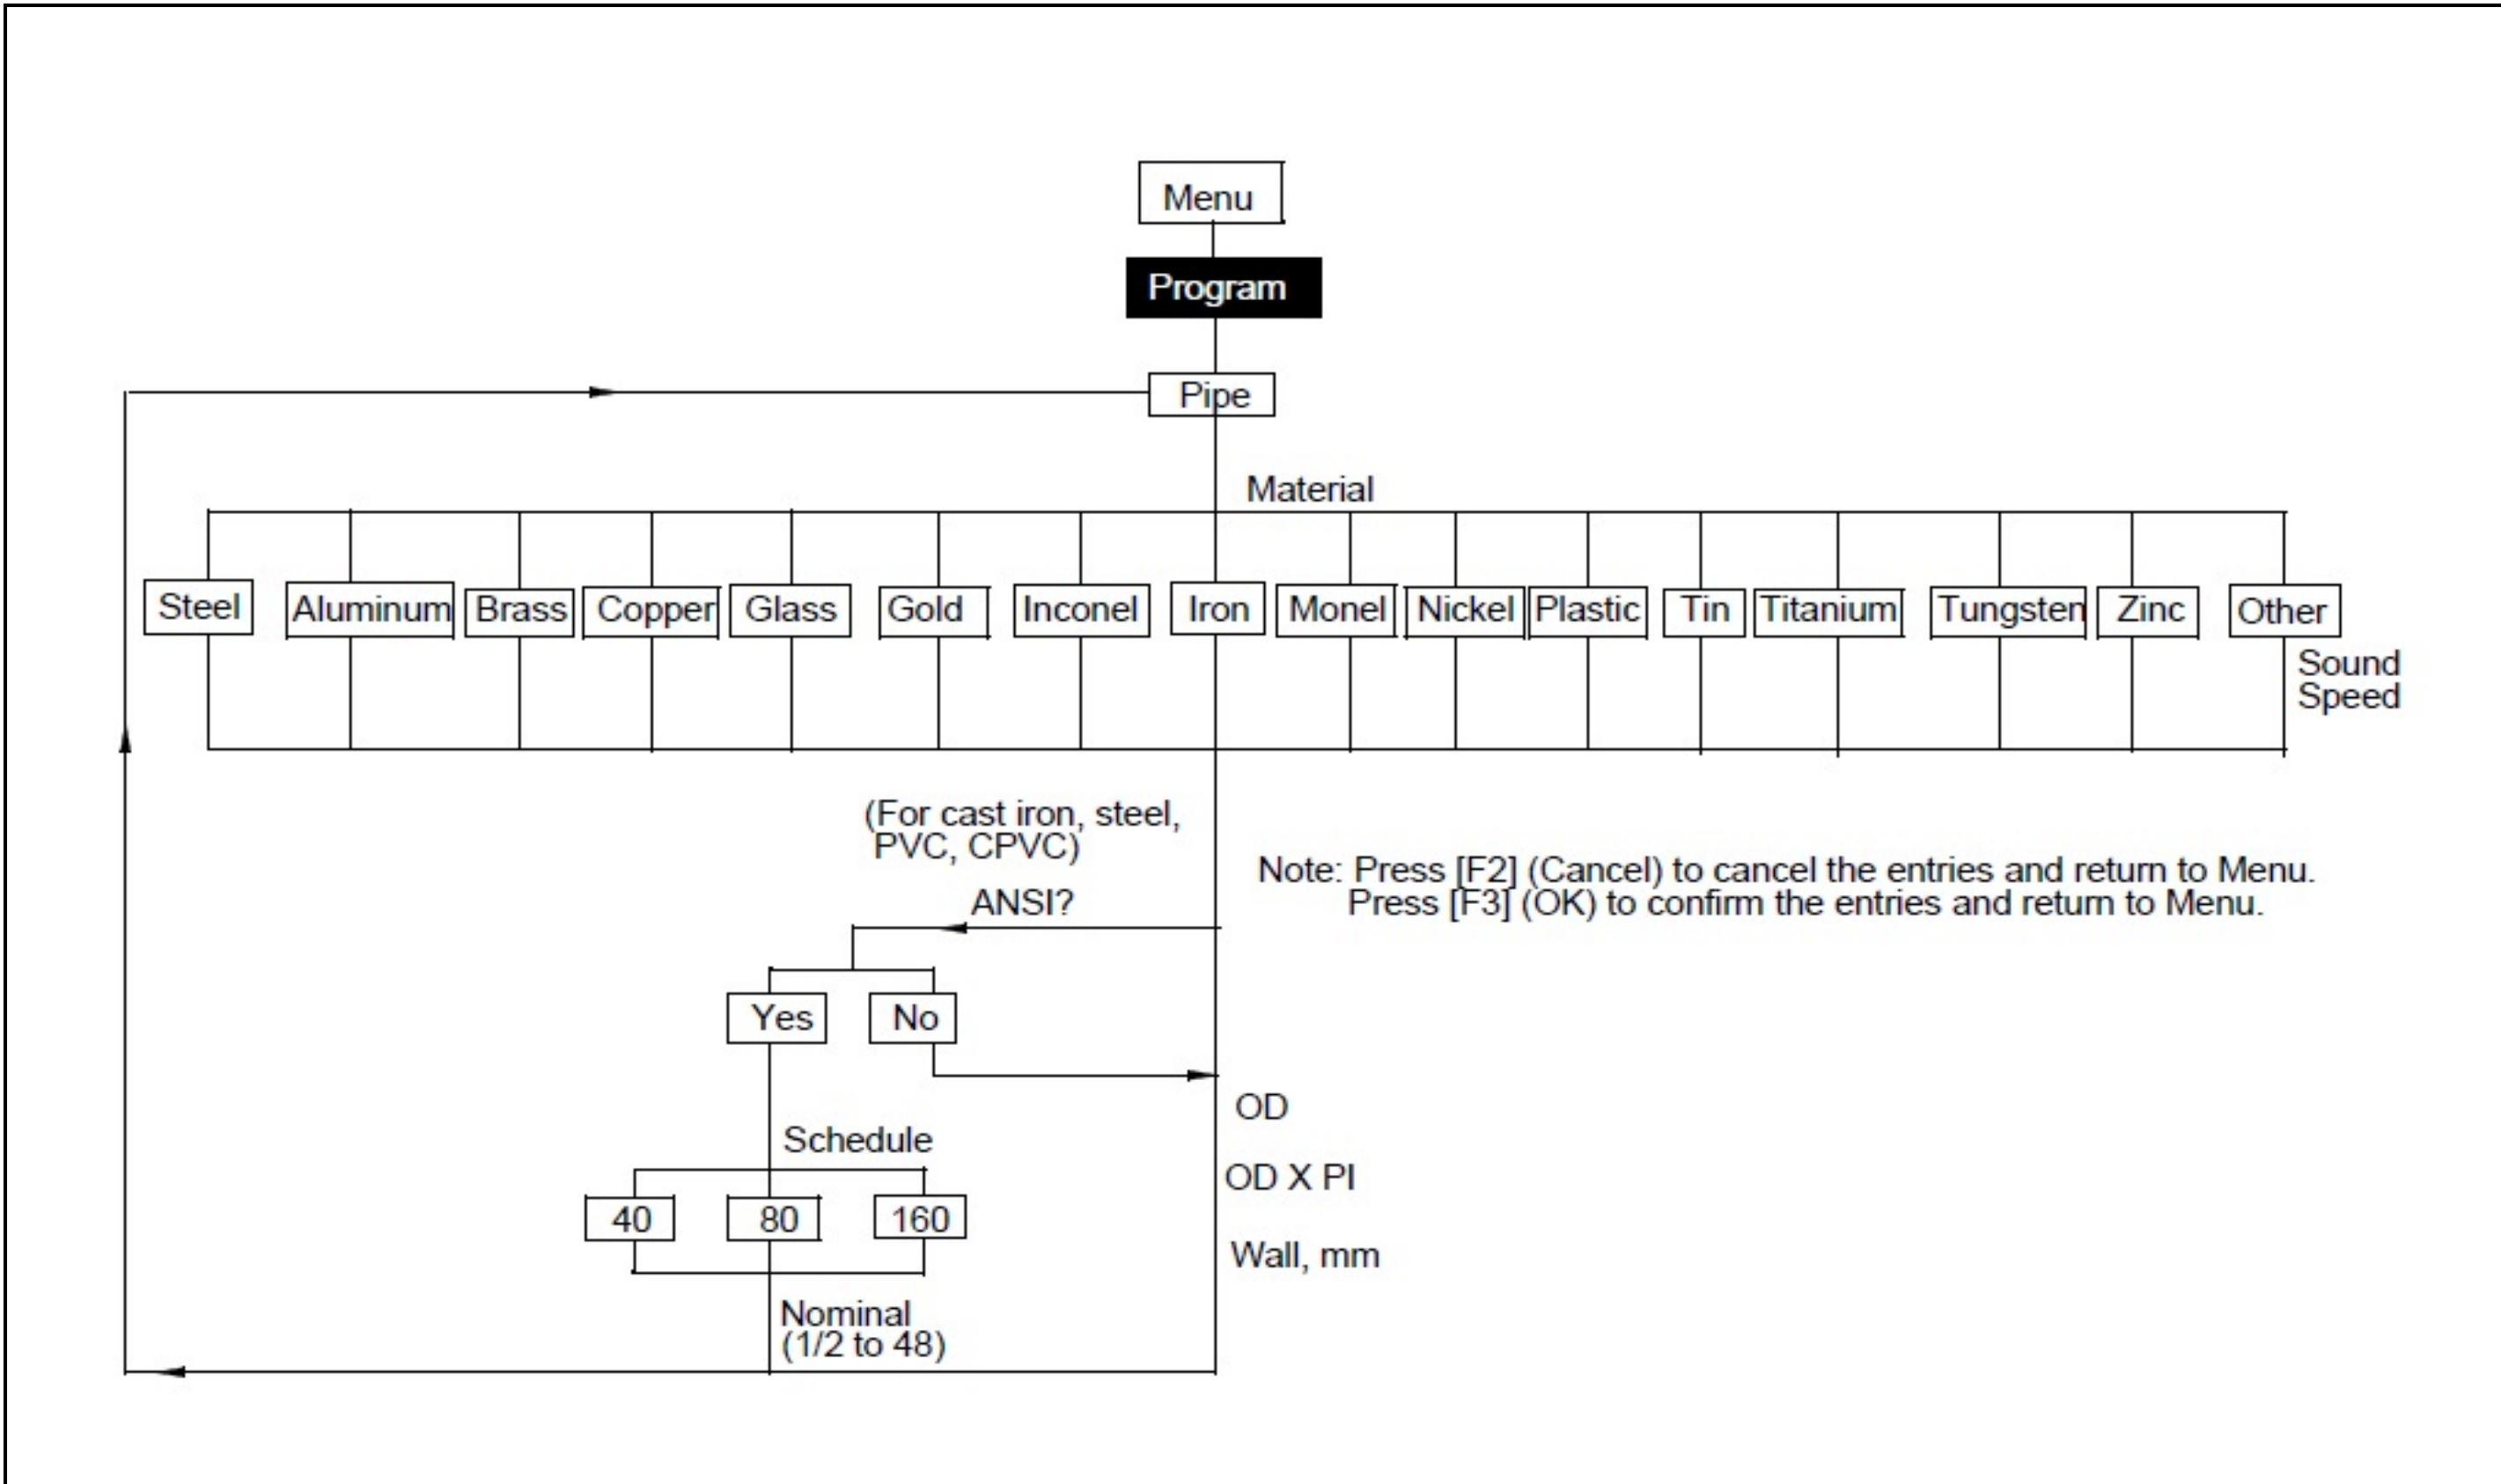 Menu
Program
Pipe
Material
Steel
Aluminum
Brass
Copper
Glass
Gold
Inconel
Iron
Monel
Nickel
Plastic
Tin
Titanium
Tungsten
Zinc
Other
Sound
Speed
(For cast iron, steel,
PVC, CPVC)
Note: Press [F2] (Cancel) to cancel the entries and return to Menu.
Press [F3] (OK) to confirm the entries and return to Menu.
ANSI?
Yes
No
OD
Schedule
OD X PI
40
80
160
Wall, mm
Nominal
(1/2 to 48)